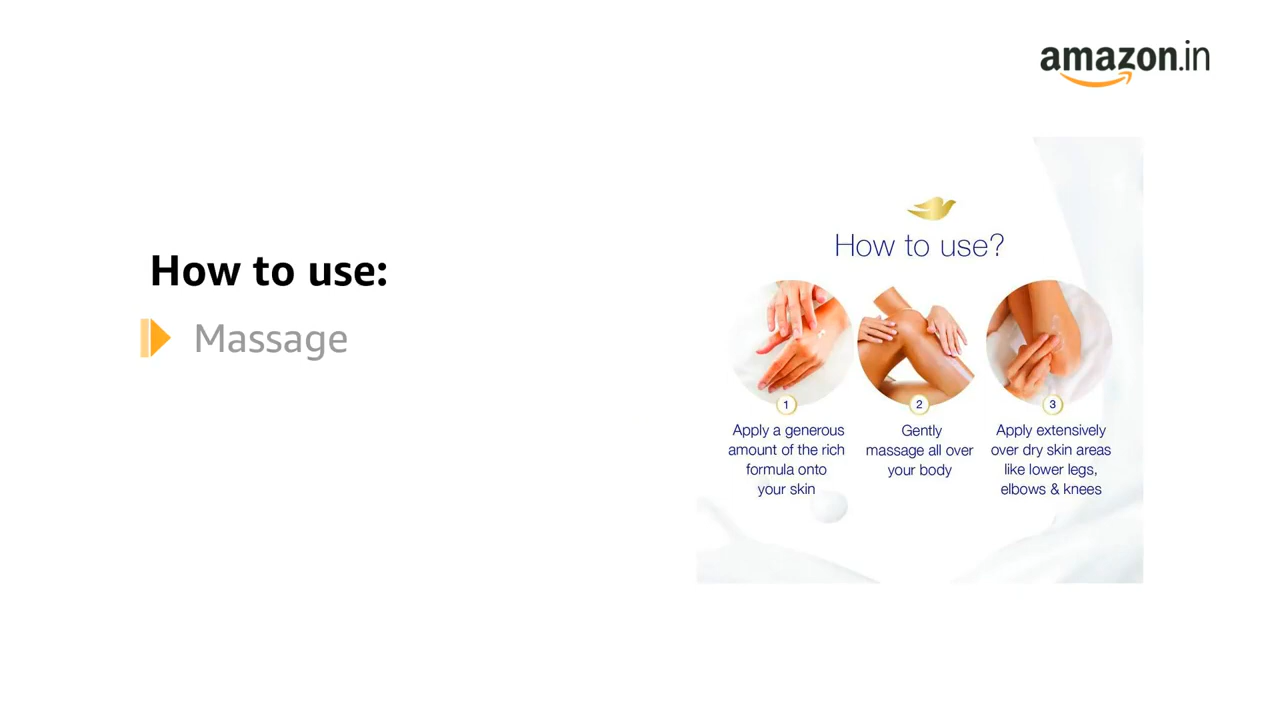 amazon.in
How to use:
Massage
How to use?
1
Apply a generous
amount of the rich
formula onto
your skin
2
Gently
massage all over
your body
3
Apply extensively
over dry skin areas
like lower legs,
elbows & knees